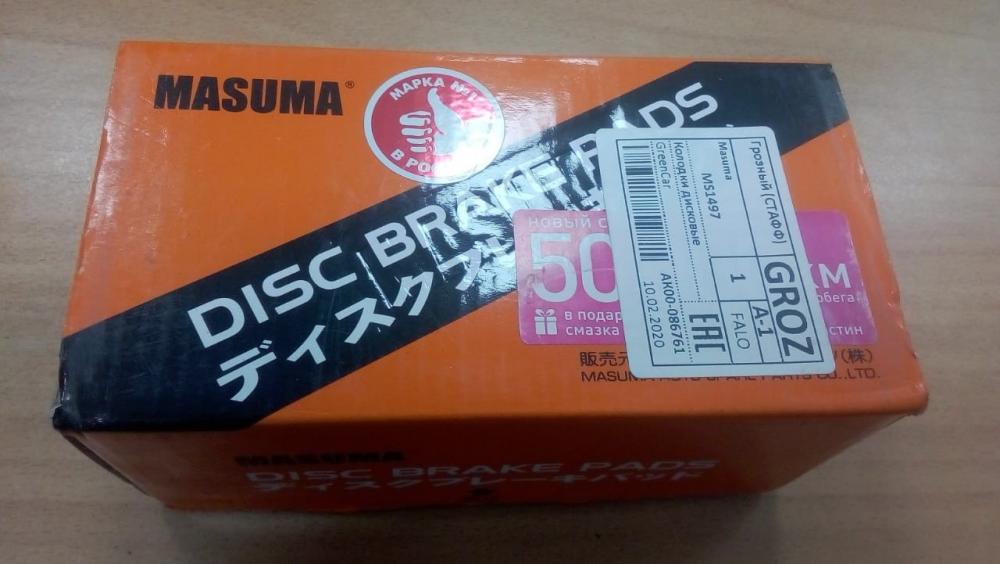 MASUMA®
МАРКА №1
В РОС
DISC BRAKE PADS
ディスクブ
НОВЫЙ С
50
КМ
обега
в подар
смазка
стин
販売元
(株)
MASUMA AUTO SPARE PARTS CO.,LTD.
Грозный (СТАФФ)
GROZ
Masuma
MS1497
1
A-1
FALO
Колодки дисковые
GreenCar
EAC
AK00-086761
10.02.2020
MASUMA
DISC BRAKE PADS
ディスクブレーキパッド